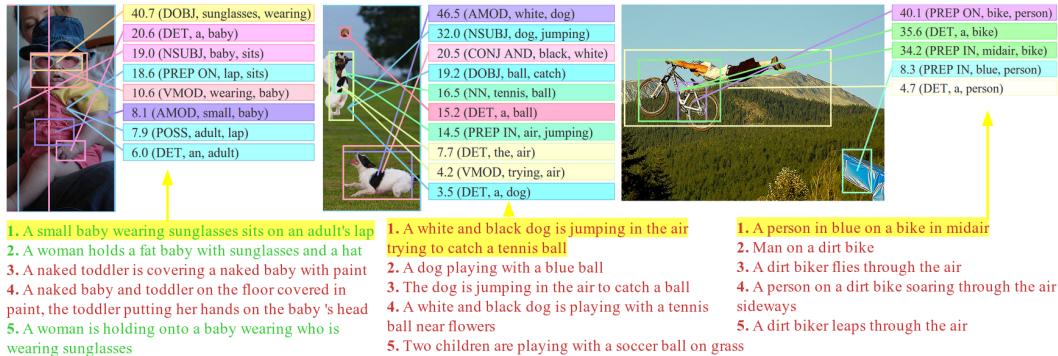 40.7 (DOBJ, sunglasses, wearing)
20.6 (DET, a, baby)
19.0 (NSUBJ, baby, sits)
18.6 (PREP ON, lap, sits)
10.6 (VMOD, wearing, baby)
8.1 (AMOD, small, baby)
7.9 (POSS, adult, lap)
6.0 (DET, an, adult)
1. A small baby wearing sunglasses sits on an adult's lap
2. A woman holds a fat baby with sunglasses and a hat
3. A naked toddler is covering a naked baby with paint
4. A naked baby and toddler on the floor covered in
paint, the toddler putting her hands on the baby 's head
5. A woman is holding onto a baby wearing who is
wearing sunglasses
46.5 (AMOD, white, dog)
32.0 (NSUBJ, dog, jumping)
20.5 (CONJ AND, black, white)
19.2 (DOBJ, ball, catch)
16.5 (NN, tennis, ball)
15.2 (DET, a, ball)
14.5 (PREP IN, air, jumping)
7.7 (DET, the, air)
4.2 (VMOD, trying, air)
3.5 (DET, a, dog)
1. A white and black dog is jumping in the air
trying to catch a tennis ball
2. A dog playing with a blue ball
3. The dog is jumping in the air to catch a ball
4. A white and black dog is playing with a tennis
ball near flowers
5. Two children are playing with a soccer ball on grass
40.1 (PREP ON, bike, person)
35.6 (DET, a, bike)
34.2 (PREP IN, midair, bike)
8.3 (PREP IN, blue, person)
4.7 (DET, a, person)
1. A person in blue on a bike in midair
2. Man on a dirt bike
3. A dirt biker flies through the air
4. A person on a dirt bike soaring through the air
sideways
5. A dirt biker leaps through the air